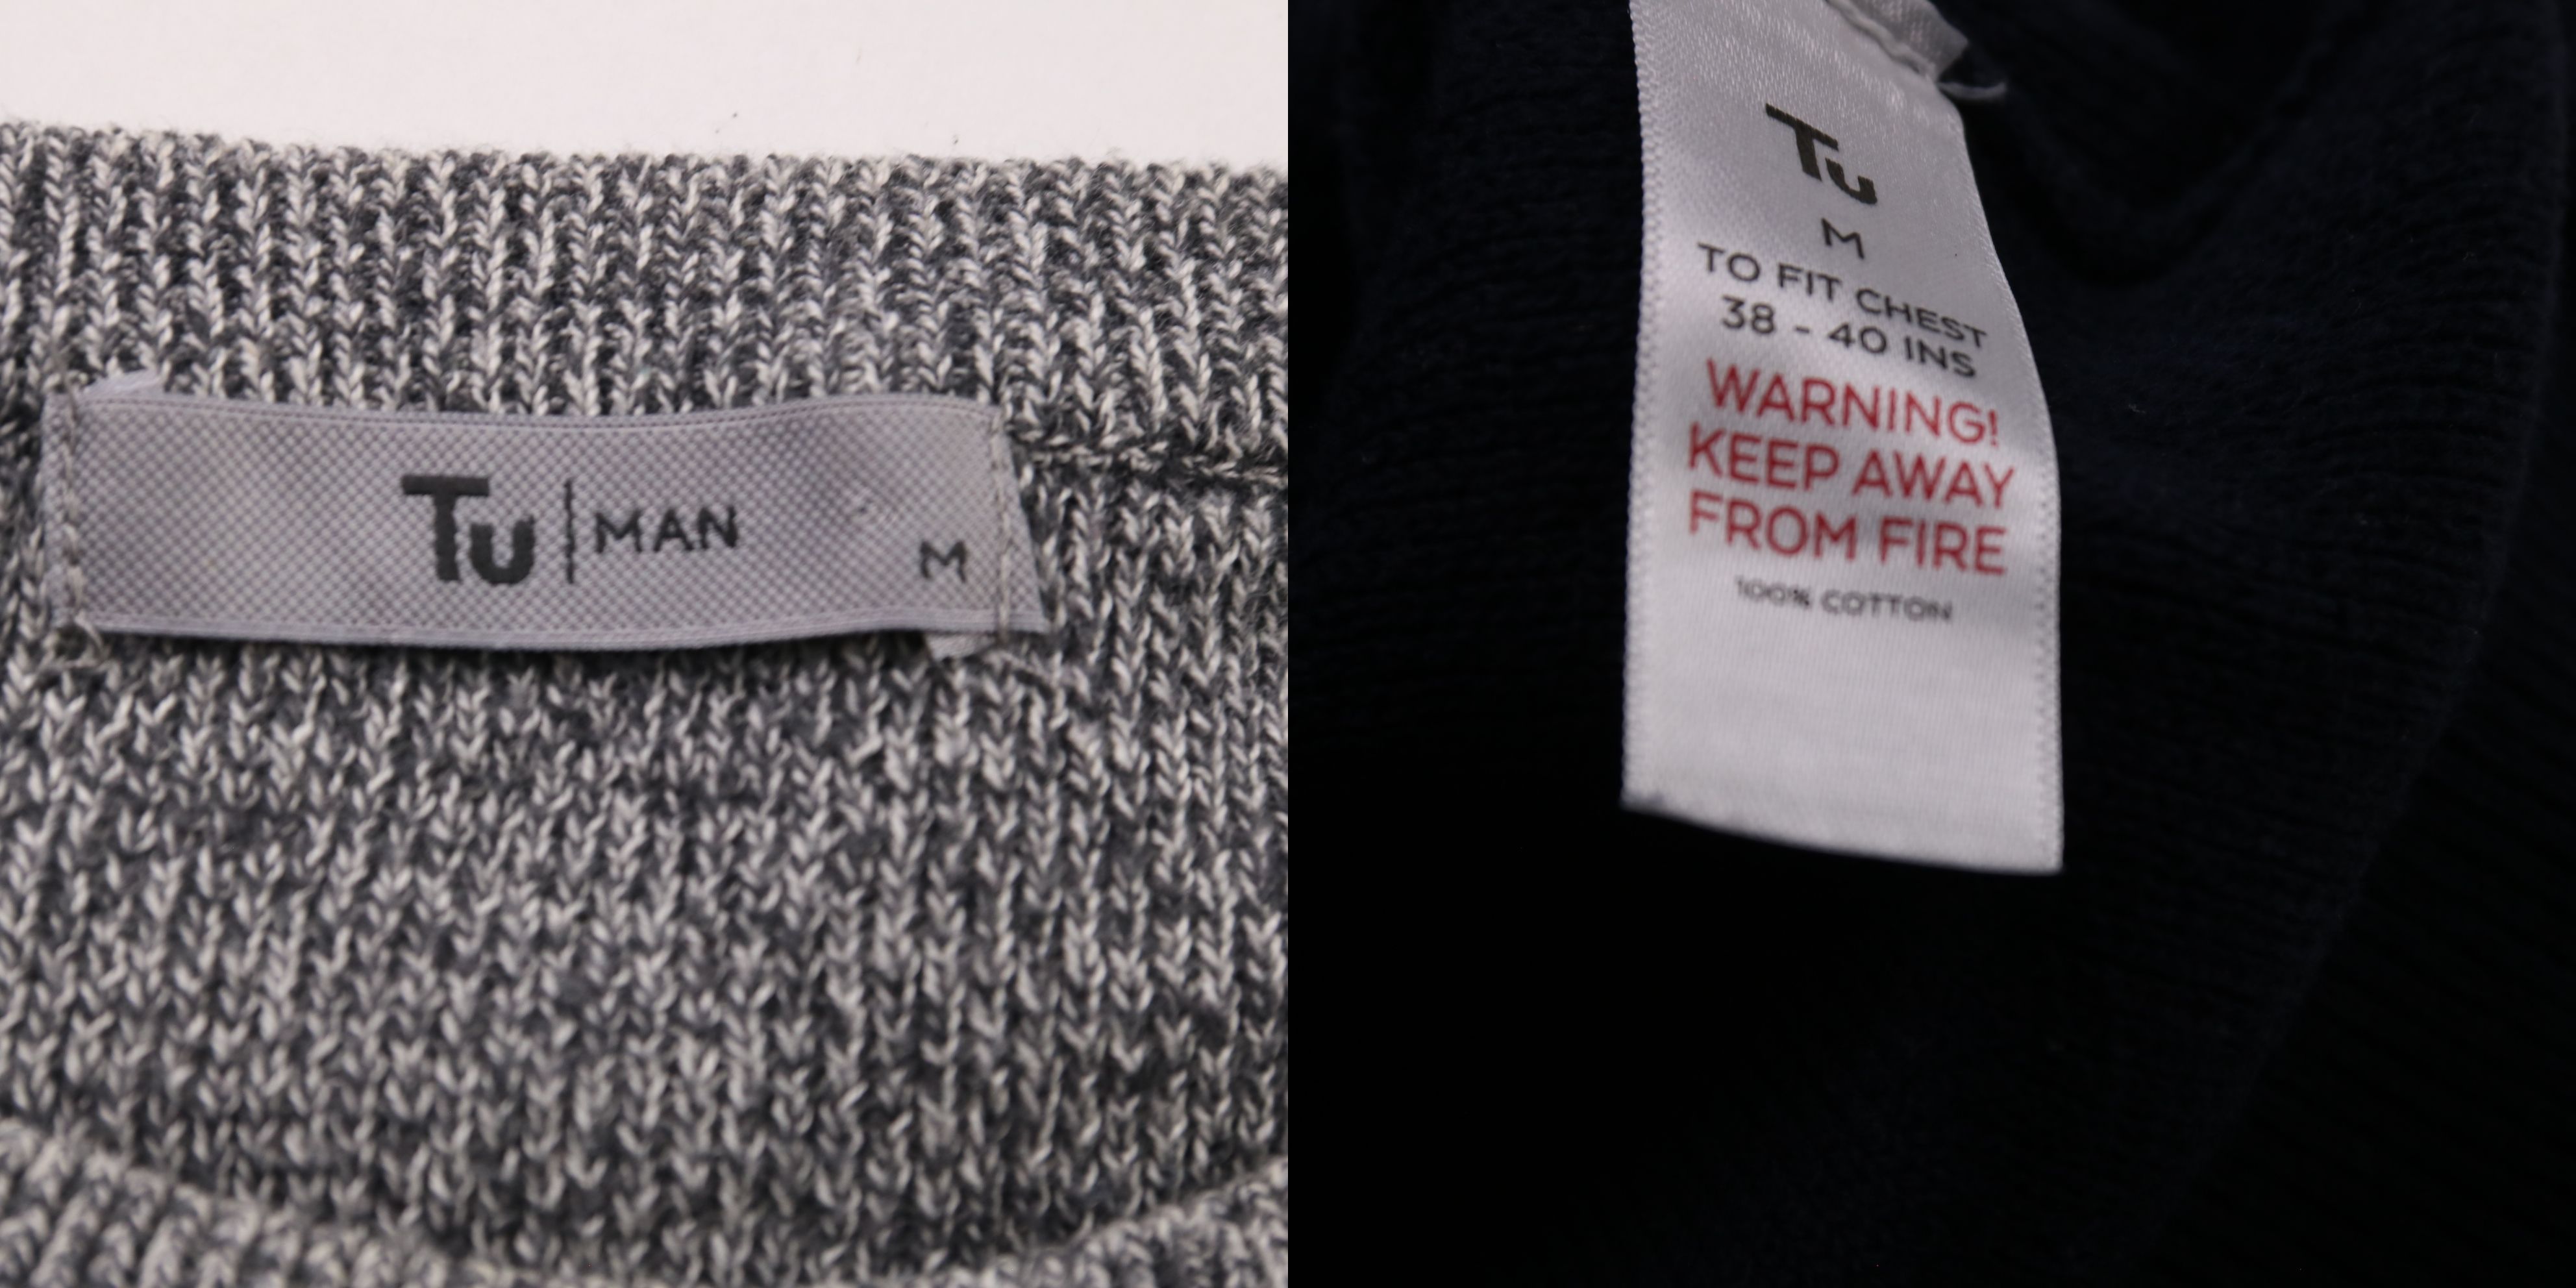 Tu | MAN
M
Tu
M
TO FIT CHEST
38 - 40 INS
WARNING!
KEEP AWAY
FROM FIRE
100% COTTON